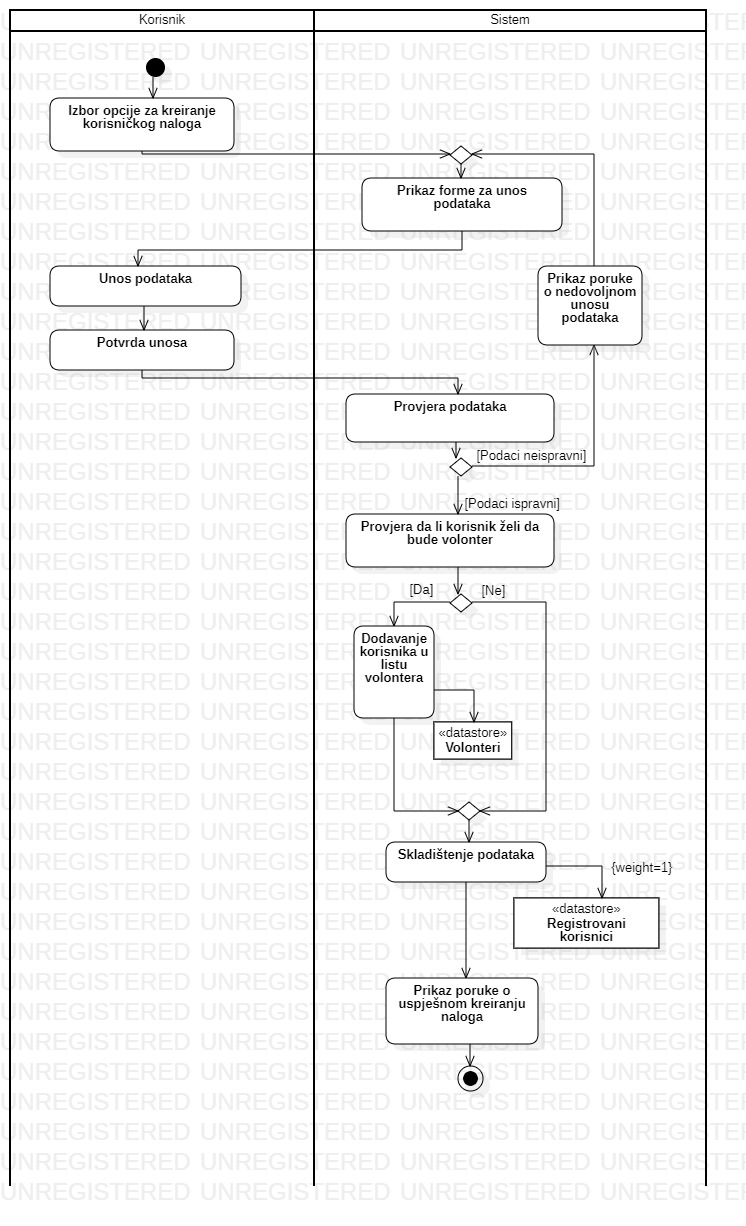 Korisnik
Sistem
Izbor opcije za kreiranje
korisničkog naloga
Prikaz forme za unos
podataka
Unos podataka
Prikaz poruke
o nedovoljnom
unosu
podataka
Potvrda unosa
Provjera podataka
[Podaci neispravni]
[Podaci ispravni]
Provjera da li korisnik želi da
bude volonter
[Da]
[Ne]
Dodavanje
korisnika u
listu
volontera
«datastore»
Volonteri
Skladištenje podataka
{weight=1}
«datastore»
Registrovani
korisnici
Prikaz poruke o
uspješnom kreiranju
naloga
UNREGISTERED